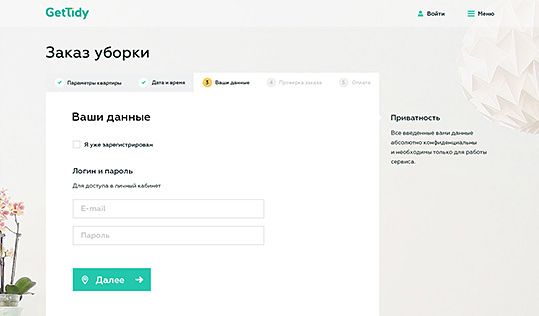 GetTidy
Войти
Меню
Заказ уборки
Параметры квартиры
Дата и время
3 Ваши данные
4 Проверка заказа
5 Оплата
Ваши данные
Я уже зарегистрирован
Логин и пароль
Для доступа в личный кабинет
E-mail
Пароль
Далее
Приватность
Все введенные вами данные
абсолютно конфиденциальны
и необходимы только для работы
сервиса.